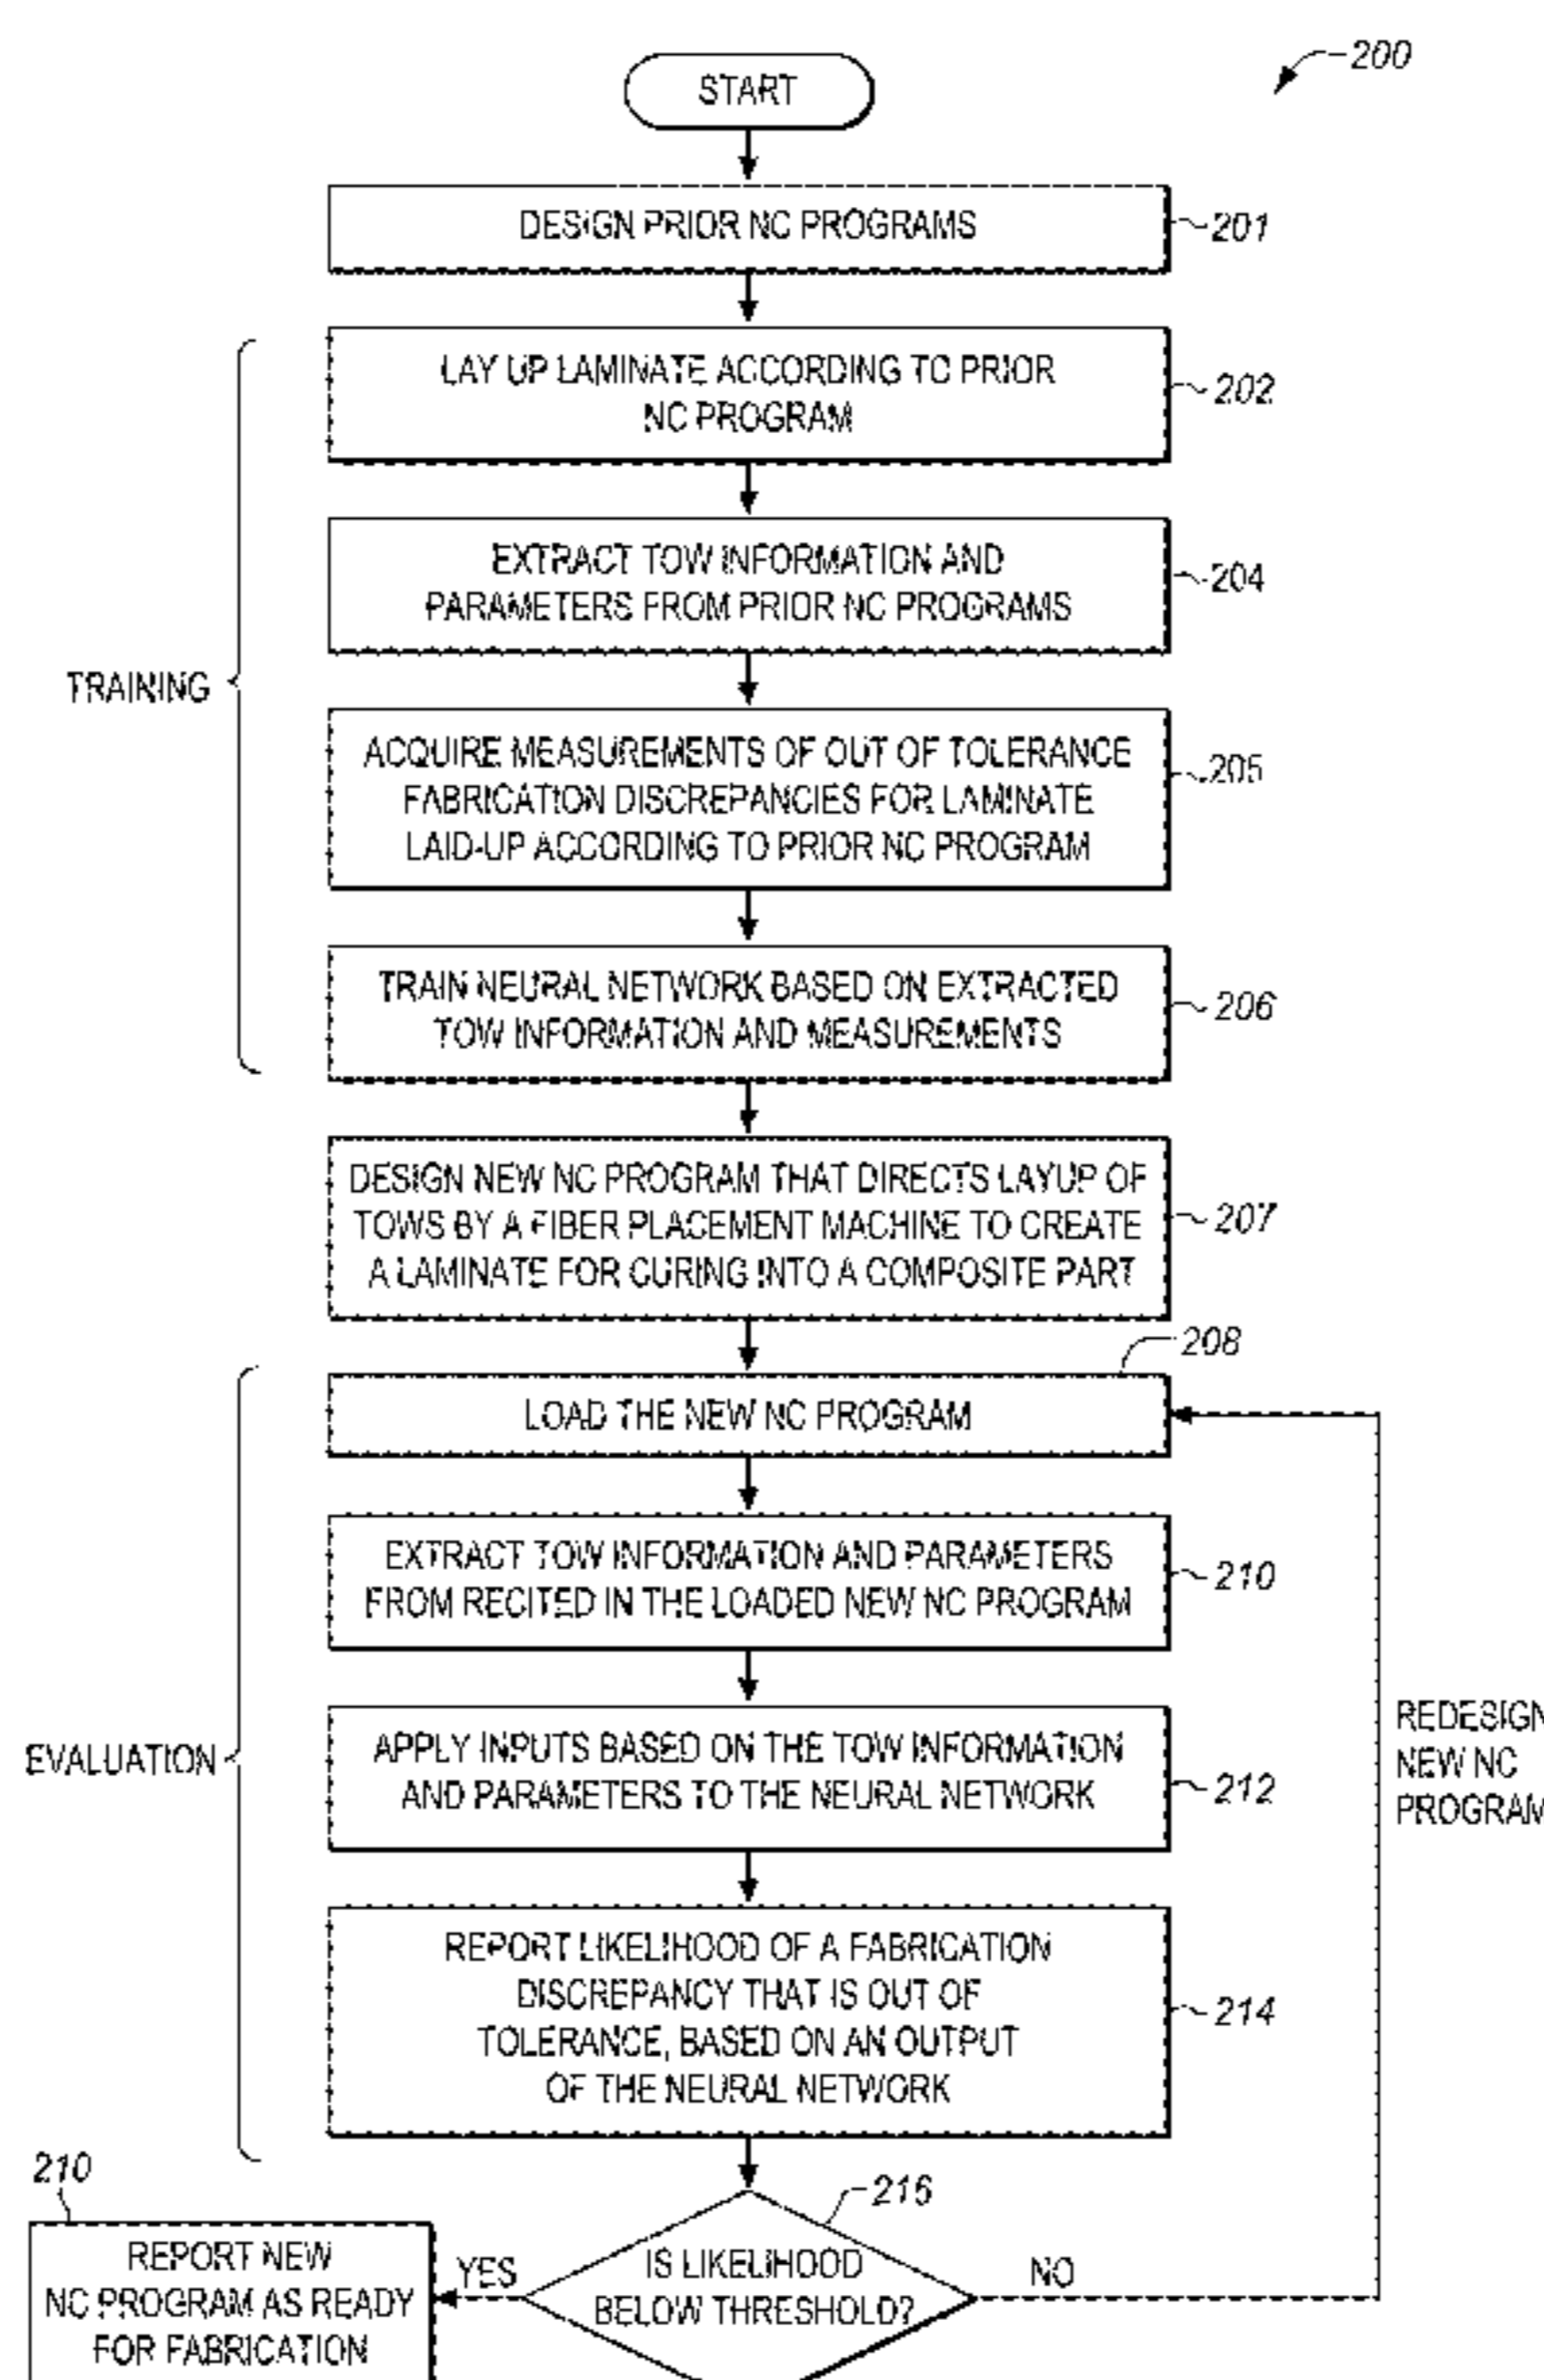 200
START
DESIGN PRIOR NC PROGRAMS
201
LAY UP LAMINATE ACCORDING TO PRIOR
NC PROGRAM
202
EXTRACT TOW INFORMATION AND
PARAMETERS FROM PRIOR NC PROGRAMS
204
TRAINING
ACQUIRE MEASUREMENTS OF OUT OF TOLERANCE
FABRICATION DISCREPANCIES FOR LAMINATE
LAID-UP ACCORDING TO PRIOR NC PROGRAM
205
TRAIN NEURAL NETWORK BASED ON EXTRACTED
TOW INFORMATION AND MEASUREMENTS
206
DESIGN NEW NC PROGRAM THAT DIRECTS LAYUP OF
TOWS BY A FIBER PLACEMENT MACHINE TO CREATE
A LAMINATE FOR CURING INTO A COMPOSITE PART
207
208
LOAD THE NEW NC PROGRAM
EXTRACT TOW INFORMATION AND PARAMETERS
FROM RECITED IN THE LOADED NEW NC PROGRAM
210
EVALUATION
APPLY INPUTS BASED ON THE TOW INFORMATION
AND PARAMETERS TO THE NEURAL NETWORK
212
REDESIGN
NEW NC
PROGRAM
REPORT LIKELIHOOD OF A FABRICATION
DISCREPANCY THAT IS OUT OF
TOLERANCE, BASED ON AN OUTPUT
OF THE NEURAL NETWORK
214
210
REPORT NEW
NC PROGRAM AS READY
FOR FABRICATION
YES
216
IS LIKELIHOOD
BELOW THRESHOLD?
NO